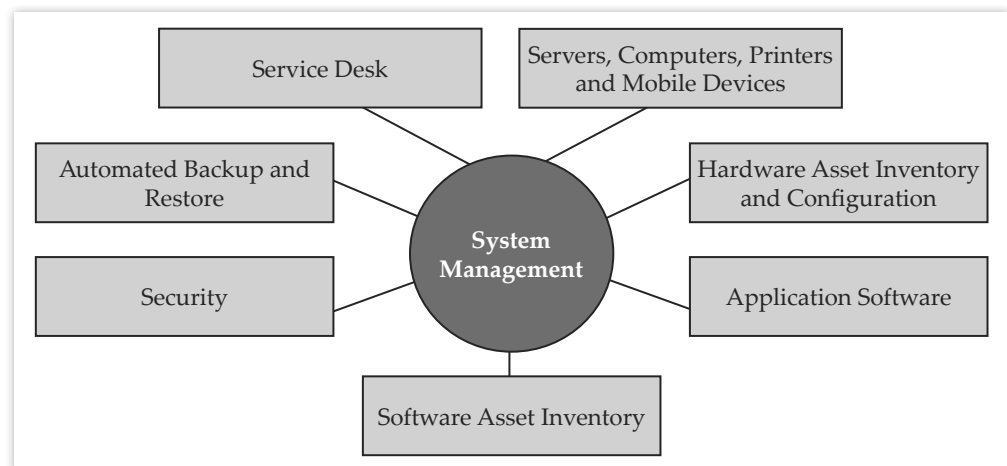 Service Desk
Servers, Computers, Printers
and Mobile Devices
Automated Backup and
Restore
Hardware Asset Inventory
and Configuration
System
Management
Security
Application Software
Software Asset Inventory